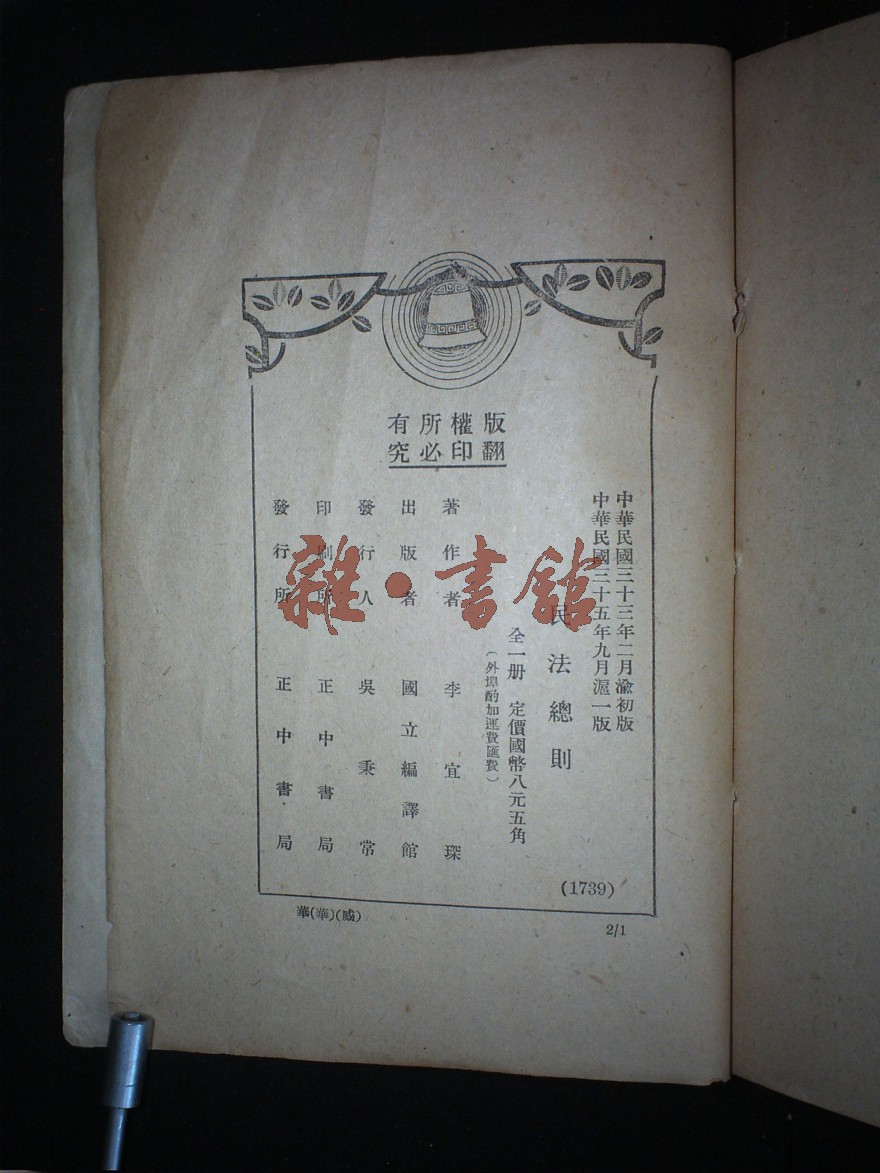 版權所有
翻印必究
中華民國三十三年二月渝初版
中華民國三十五年九月滬一版
民法總則
全一册 定價國幣八元五角
(外埠酌加運費匯費)
著作者 李宜琛
出版者 國立編譯館
發行人 吳秉常
印刷所 正中書局
發行所 正中書局
(1739)
華(華)(威)
2/1
雜·書館